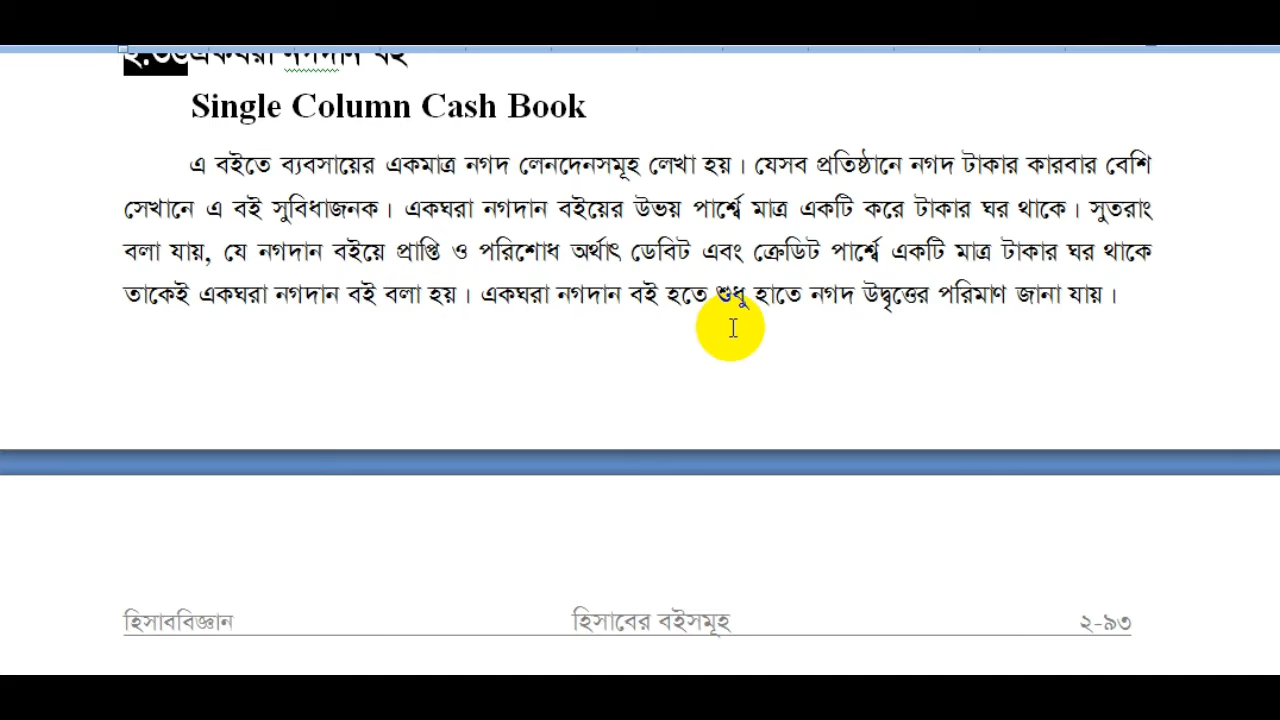 একঘরা নগদান বই
Single Column Cash Book
এ বইতে ব্যবসায়ের একমাত্র নগদ লেনদেনসমূহ লেখা হয়। যেসব প্রতিষ্ঠানে নগদ টাকার কারবার বেশি
সেখানে এ বই সুবিধাজনক। একঘরা নগদান বইয়ের উভয় পার্শ্বে মাত্র একটি করে টাকার ঘর থাকে। সুতরাং
বলা যায়, যে নগদান বইয়ে প্রাপ্তি ও পরিশোধ অর্থাৎ ডেবিট এবং ক্রেডিট পার্শ্বে একটি মাত্র টাকার ঘর থাকে
তাকেই একঘরা নগদান বই বলা হয়। একঘরা নগদান বই হতে শুধু হাতে নগদ উদ্বৃত্তের পরিমাণ জানা যায়।
হিসাববিজ্ঞান হিসাবের বইসমূহ ২-৯৩